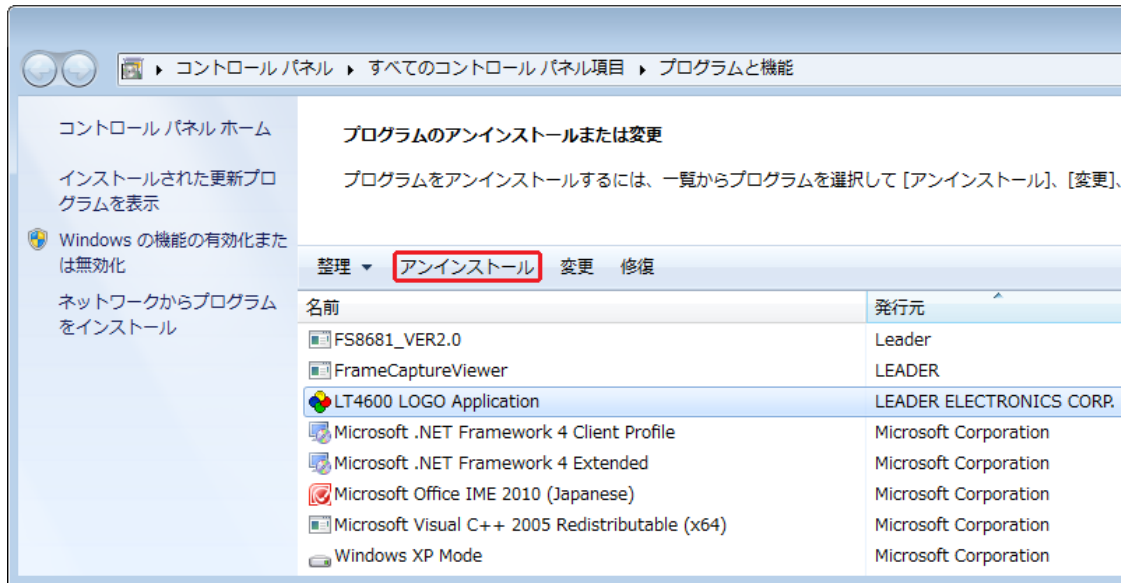 コントロール パネル ▸ すべてのコントロール パネル項目 ▸ プログラムと機能
コントロール パネル ホーム
インストールされた更新プロ
グラムを表示
Windows の機能の有効化また
は無効化
ネットワークからプログラム
をインストール
プログラムのアンインストールまたは変更
プログラムをアンインストールするには、一覧からプログラムを選択して [アンインストール]、[変更]、
整理 アンインストール 変更 修復
名前 発行元
FS8681_VER2.0 Leader
FrameCaptureViewer LEADER
LT4600 LOGO Application LEADER ELECTRONICS CORP.
Microsoft .NET Framework 4 Client Profile Microsoft Corporation
Microsoft .NET Framework 4 Extended Microsoft Corporation
Microsoft Office IME 2010 (Japanese) Microsoft Corporation
Microsoft Visual C++ 2005 Redistributable (x64) Microsoft Corporation
Windows XP Mode Microsoft Corporation